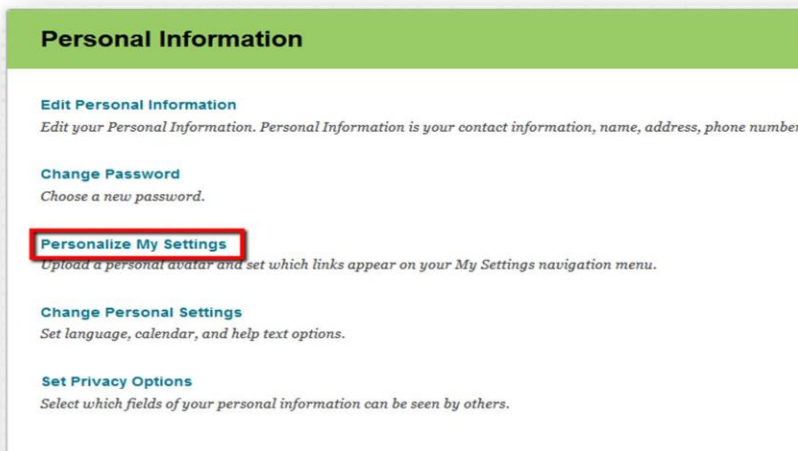 Personal Information
Edit Personal Information
Edit your Personal Information. Personal Information is your contact information, name, address, phone number
Change Password
Choose a new password.
Personalize My Settings
Upload a personal avatar and set which links appear on your My Settings navigation menu.
Change Personal Settings
Set language, calendar, and help text options.
Set Privacy Options
Select which fields of your personal information can be seen by others.